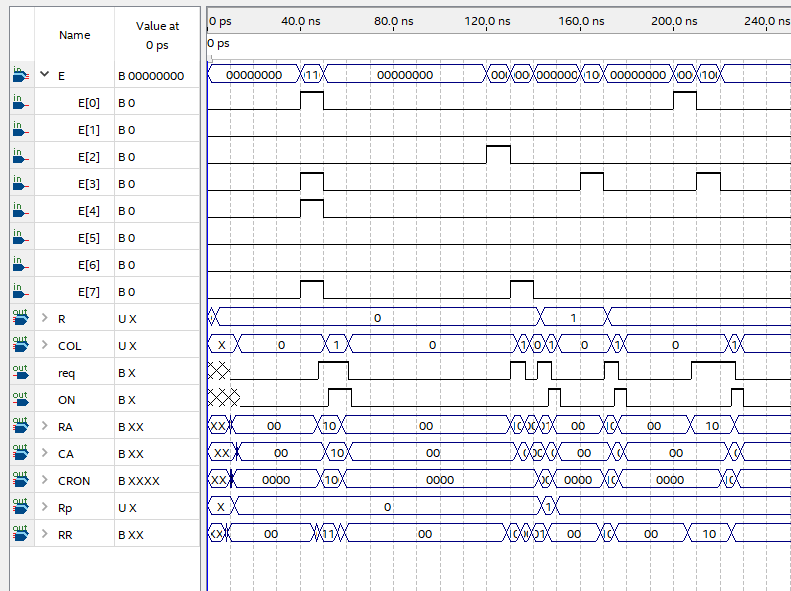 Name Value at 0 ps
0 ps 40.0 ns 80.0 ns 120.0 ns 160.0 ns 200.0 ns 240.0 ns
0 ps
in E B 00000000 00000000 11 00000000 00 00 000000 10 00000000 00 10
in E[0] B 0
in E[1] B 0
in E[2] B 0
in E[3] B 0
in E[4] B 0
in E[5] B 0
in E[6] B 0
in E[7] B 0
out R U X 0 1
out COL U X X 0 1 0 1 0 1 0 1 0 1
out req B X
out ON B X
out RA B XX XX 00 10 00 00 00 10
out CA B XX XX 00 10 00 00 00
out CRON B XXXX XX 0000 10 0000 0000 0000
out Rp U X X 0 1
out RR B XX XX 00 11 00 01 00 00 10